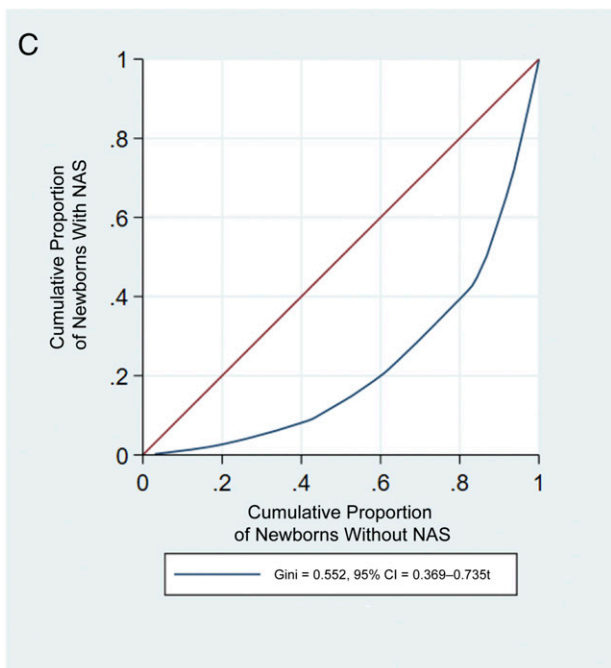 C
Cumulative Proportion
of Newborns With NAS
1
.8
.6
.4
.2
0
0 .2 .4 .6 .8 1
Cumulative Proportion
of Newborns Without NAS
Gini = 0.552, 95% CI = 0.369–0.735t